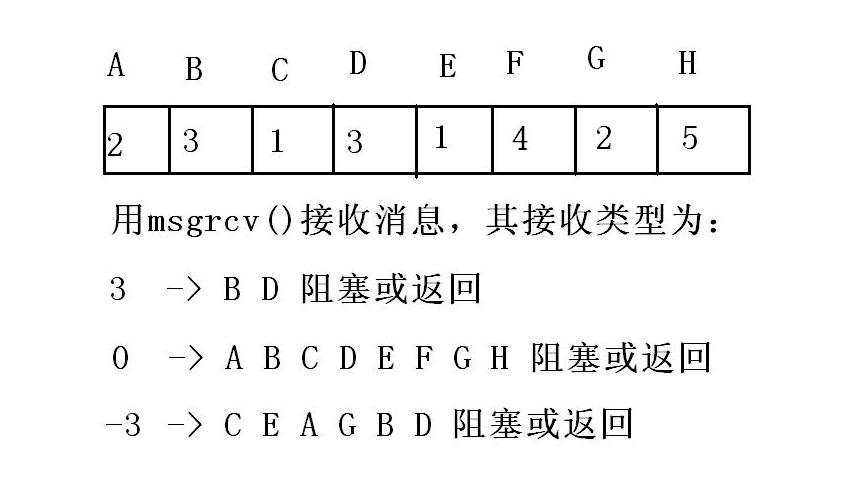 A B C D E F G H
2 3 1 3 1 4 2 5
用msgrcv()接收消息，其接收类型为：
3 -> B D 阻塞或返回
0 -> A B C D E F G H 阻塞或返回
-3 -> C E A G B D 阻塞或返回